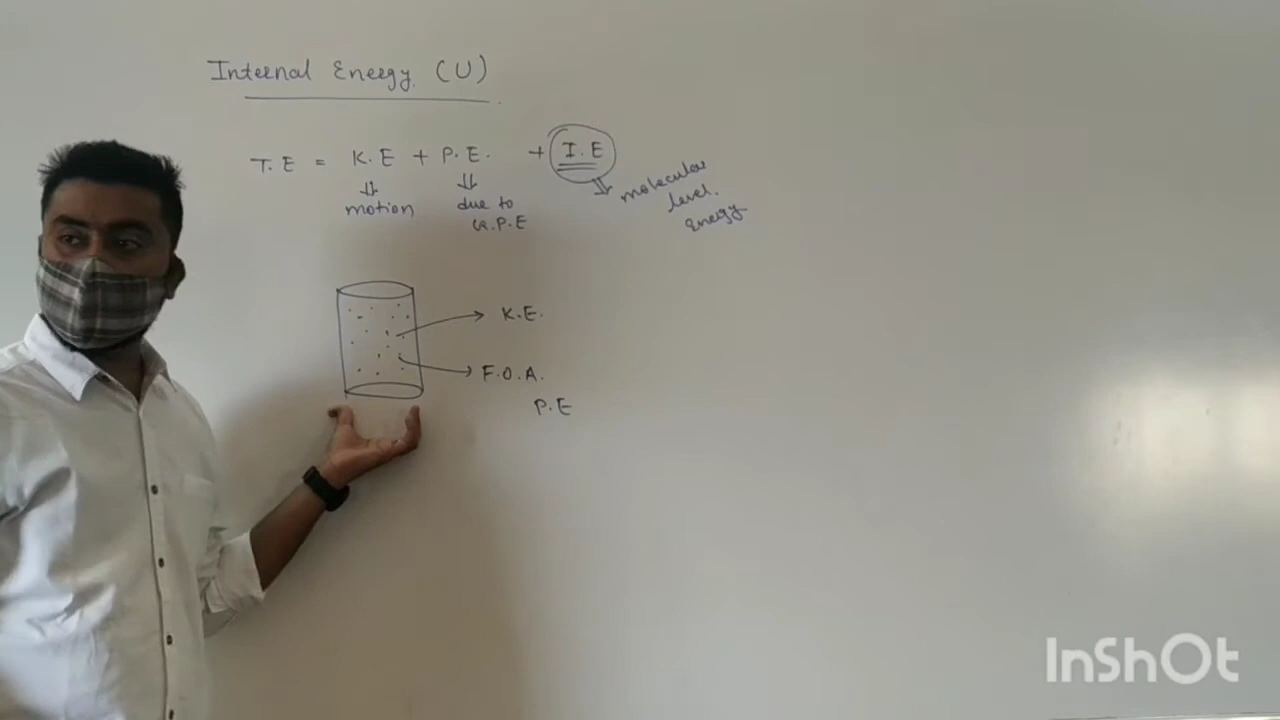 Internal Energy (U)
T.E = K.E + P.E. + I.E
⇓ ⇓ ⇓ molecular
motion due to level.
G.P.E energy
K.E.
F.O.A.
P.E
InShOt